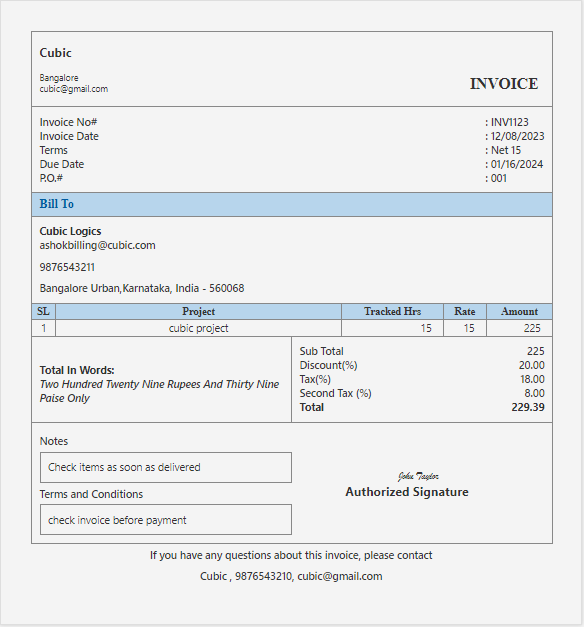 Cubic
Bangalore
cubic@gmail.com
INVOICE
Invoice No# : INV1123
Invoice Date : 12/08/2023
Terms : Net 15
Due Date : 01/16/2024
P.O.# : 001
Bill To
Cubic Logics
ashokbilling@cubic.com
9876543211
Bangalore Urban,Karnataka, India - 560068
SL Project Tracked Hrs Rate Amount
1 cubic project 15 15 225
Total In Words:
Two Hundred Twenty Nine Rupees And Thirty Nine
Paise Only
Sub Total 225
Discount(%) 20.00
Tax(%) 18.00
Second Tax (%) 8.00
Total 229.39
Notes
Check items as soon as delivered
Terms and Conditions
check invoice before payment
John Taylor
Authorized Signature
If you have any questions about this invoice, please contact
Cubic , 9876543210, cubic@gmail.com